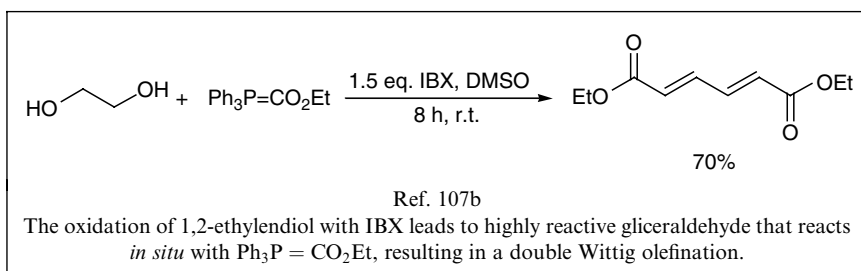 HO
OH
+
Ph3P=CO2Et
1.5 eq. IBX, DMSO
8 h, r.t.
O
EtO
OEt
O
70%
Ref. 107b
The oxidation of 1,2-ethylendiol with IBX leads to highly reactive gliceraldehyde that reacts
in situ with Ph3P = CO2Et, resulting in a double Wittig olefination.